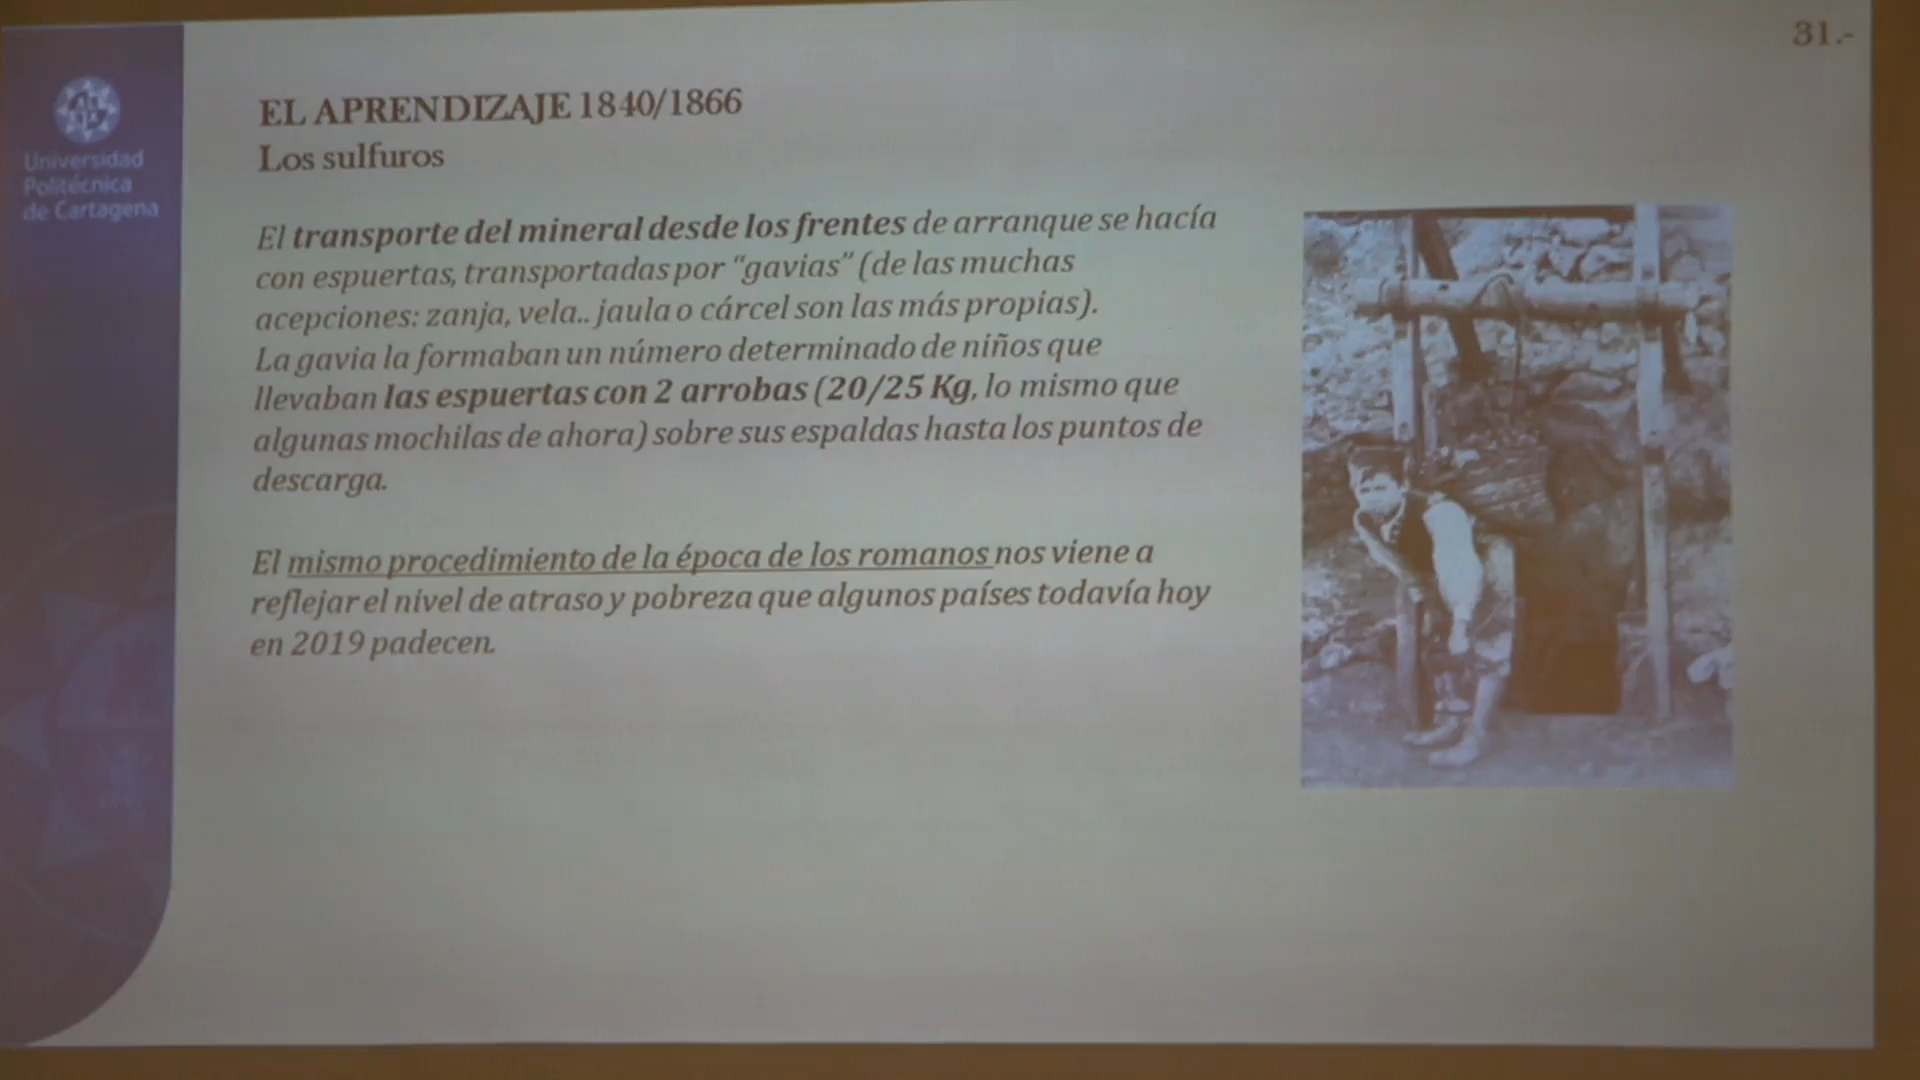 31.-
Universidad
Politécnica
de Cartagena
EL APRENDIZAJE 1840/1866
Los sulfuros
El transporte del mineral desde los frentes de arranque se hacía
con espuertas, transportadas por “gavias” (de las muchas
acepciones: zanja, vela.. jaula o cárcel son las más propias).
La gavia la formaban un número determinado de niños que
llevaban las espuertas con 2 arrobas (20/25 Kg, lo mismo que
algunas mochilas de ahora) sobre sus espaldas hasta los puntos de
descarga.
El mismo procedimiento de la época de los romanos nos viene a
reflejar el nivel de atraso y pobreza que algunos países todavía hoy
en 2019 padecen.